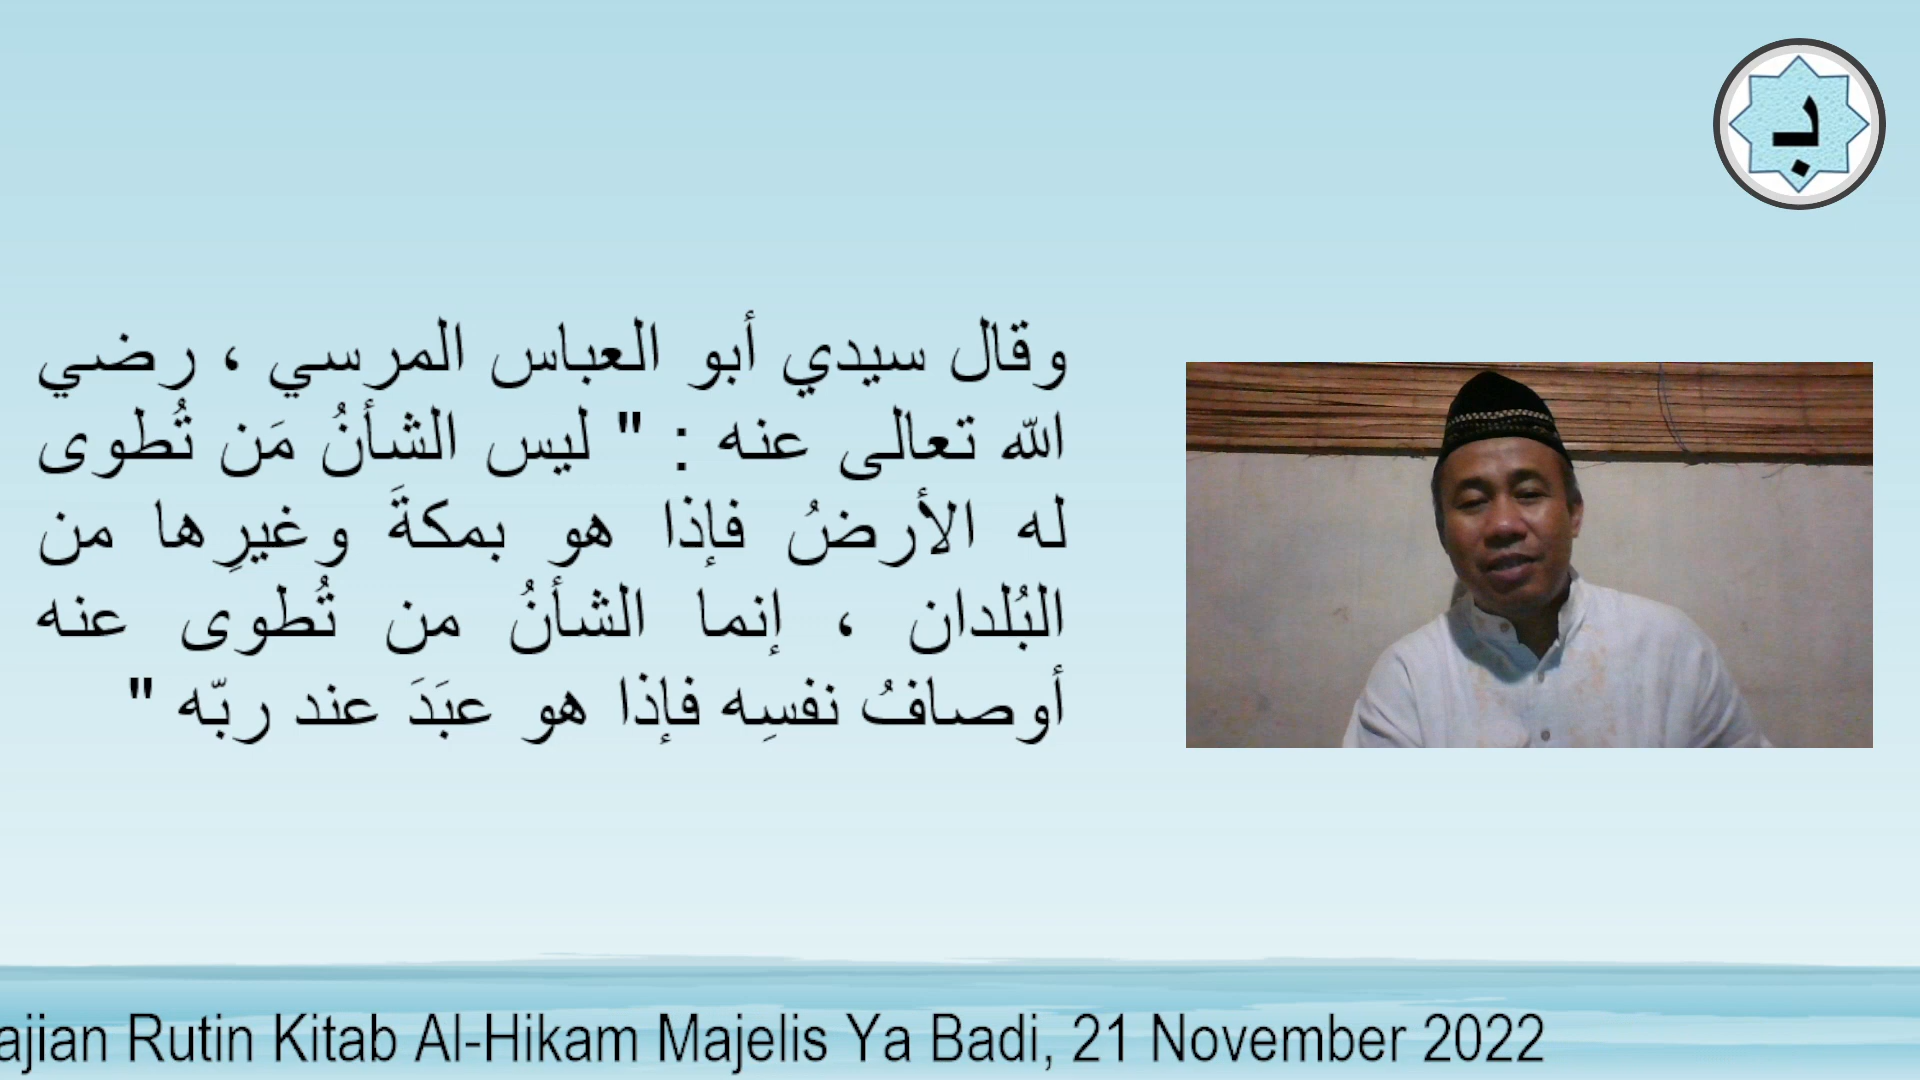 وقال سيدي أبو العباس المرسي ، رضي
الله تعالى عنه : " ليس الشأنُ مَن تُطوى
له الأرضُ فإذا هو بمكةَ وغيرِها من
البُلدان ، إنما الشأنُ من تُطوى عنه
أوصافُ نفسِه فإذا هو عبَدَ عند ربّه "
ajian Rutin Kitab Al-Hikam Majelis Ya Badi, 21 November 2022